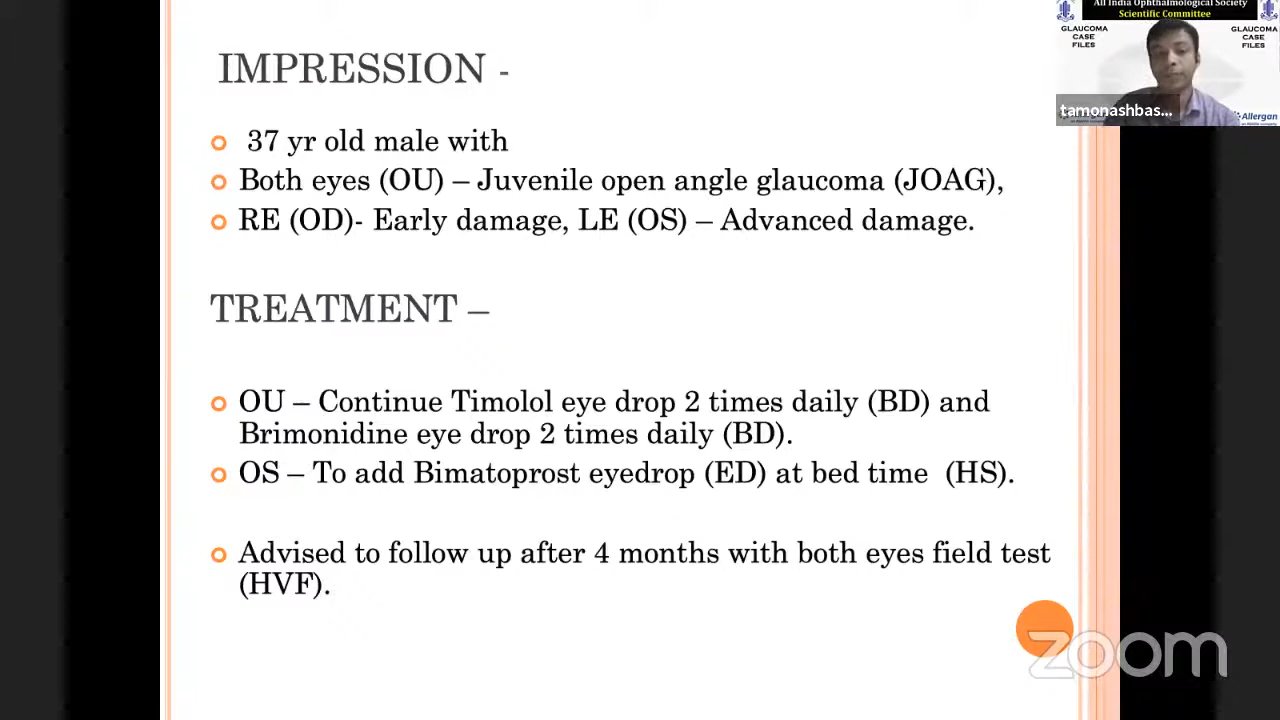 All India Ophthalmological Society
Scientific Committee
GLAUCOMA
CASE
FILES
GLAUCOMA
CASE
FILES
tamonashbas...
Allergan
IMPRESSION -
37 yr old male with
Both eyes (OU) – Juvenile open angle glaucoma (JOAG),
RE (OD)- Early damage, LE (OS) – Advanced damage.
TREATMENT –
OU – Continue Timolol eye drop 2 times daily (BD) and
Brimonidine eye drop 2 times daily (BD).
OS – To add Bimatoprost eyedrop (ED) at bed time (HS).
Advised to follow up after 4 months with both eyes field test
(HVF).
zoom